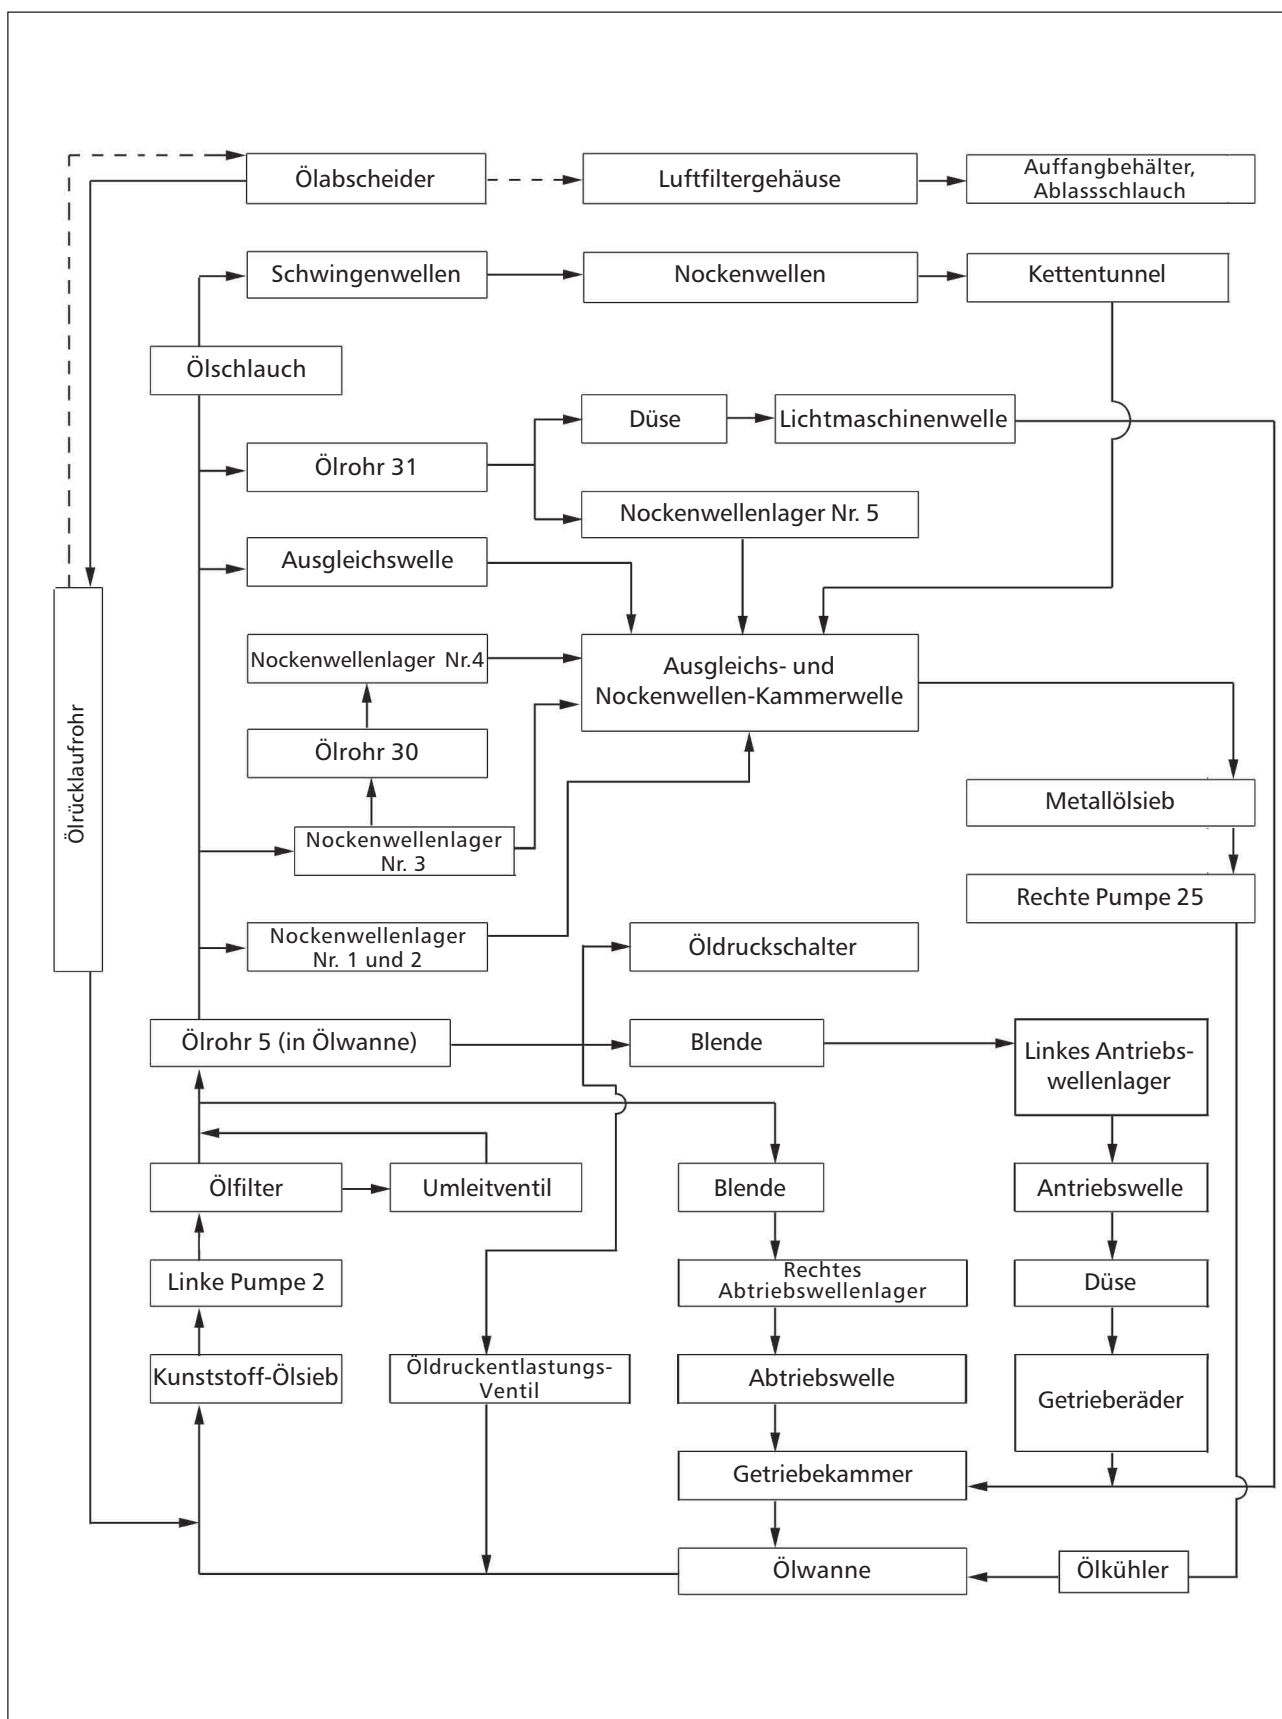 Ölabscheider
Luftfiltergehäuse
Auffangbehälter,
Ablassschlauch
Schwingenwellen
Nockenwellen
Kettentunnel
Ölschlauch
Düse
Lichtmaschinenwelle
Ölrohr 31
Nockenwellenlager Nr. 5
Ausgleichswelle
Nockenwellenlager Nr.4
Ausgleichs- und
Nockenwellen-Kammerwelle
Ölrücklaufrohr
Ölrohr 30
Metallölsieb
Nockenwellenlager
Nr. 3
Rechte Pumpe 25
Nockenwellenlager
Nr. 1 und 2
Öldruckschalter
Ölrohr 5 (in Ölwanne)
Blende
Linkes Antriebs-
wellenlager
Ölfilter
Umleitventil
Blende
Antriebswelle
Linke Pumpe 2
Rechtes
Abtriebswellenlager
Düse
Kunststoff-Ölsieb
Öldruckentlastungs-
Ventil
Abtriebswelle
Getrieberäder
Getriebekammer
Ölwanne
Ölkühler